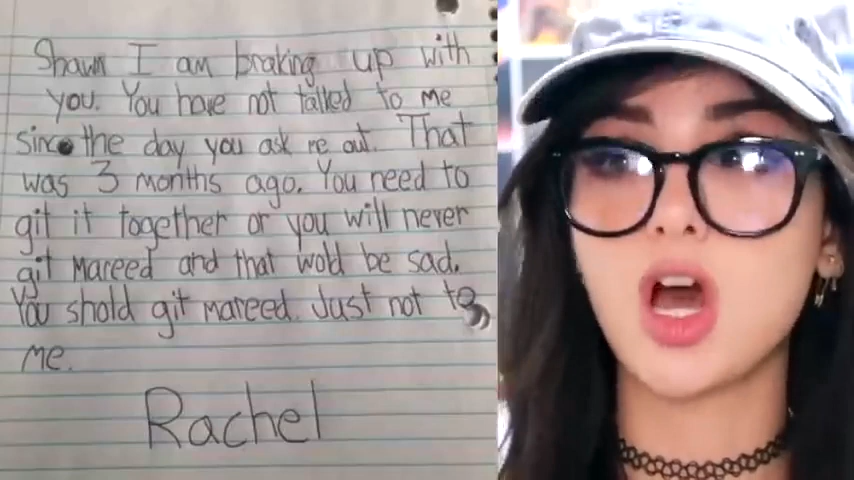 Shawn I am braking up with
you. You have not talked to me
since the day you ask me out. That
was 3 months ago. You need to
git it together or you will never
git mareed and that wold be sad.
You shold git mareed. Just not to
me.
Rachel